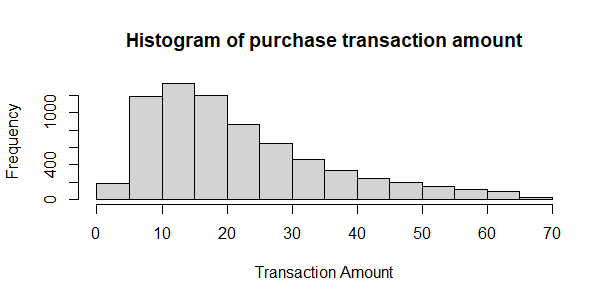 Histogram of purchase transaction amount
Frequency
1000
400
0
0 10 20 30 40 50 60 70
Transaction Amount